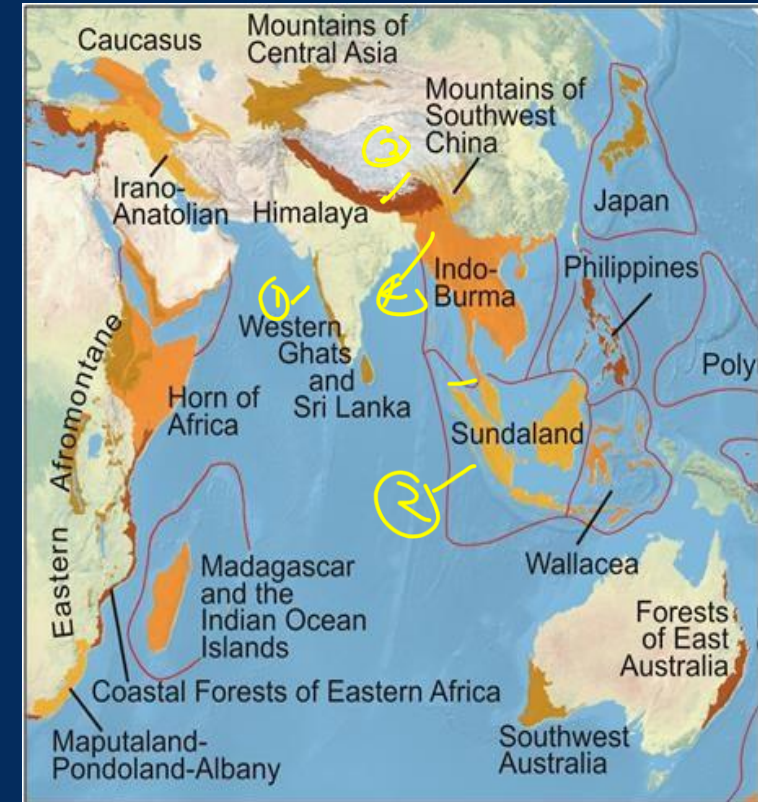 Caucasus
Mountains of
Central Asia
Mountains of
Southwest
China
Irano-
Anatolian
Himalaya
Japan
Indo-
Burma
Philippines
①
Western
Ghats
and
Sri Lanka
Poly
Horn of
Africa
Sundaland
②
Eastern Afromontane
Wallacea
Madagascar
and the
Indian Ocean
Islands
Forests
of East
Australia
Coastal Forests of Eastern Africa
Maputaland-
Pondoland-Albany
Southwest
Australia